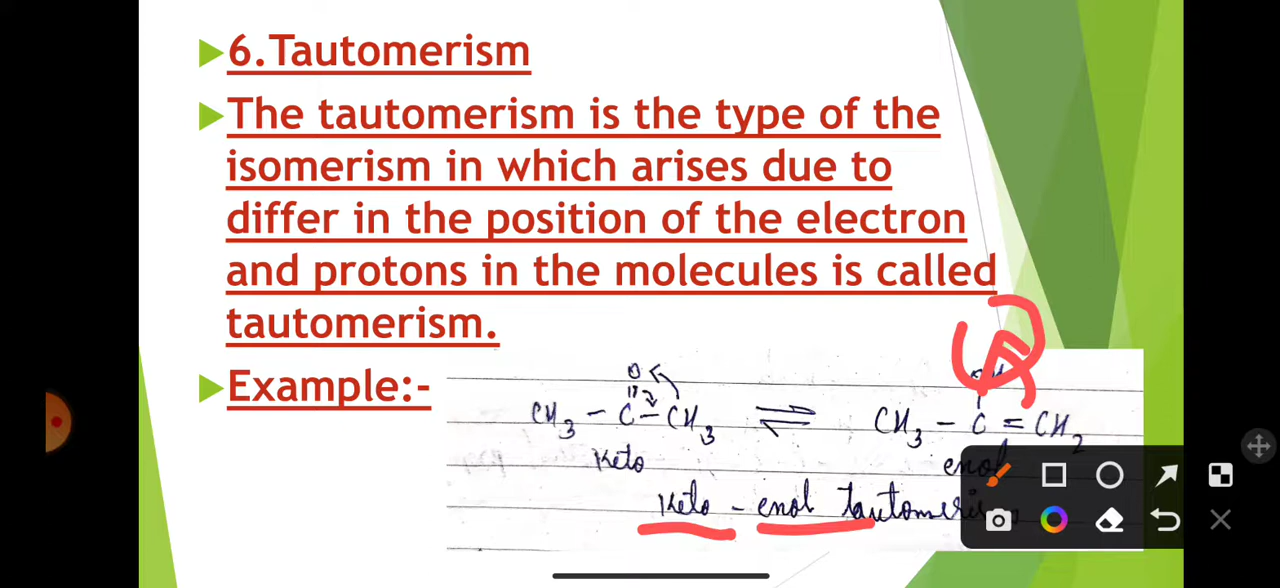 6.Tautomerism
The tautomerism is the type of the
isomerism in which arises due to
differ in the position of the electron
and protons in the molecules is called
tautomerism.
Example:-
O
CH3 - C - CH3 ⇌ CH3 - C = CH2
Keto enol
Keto - enol